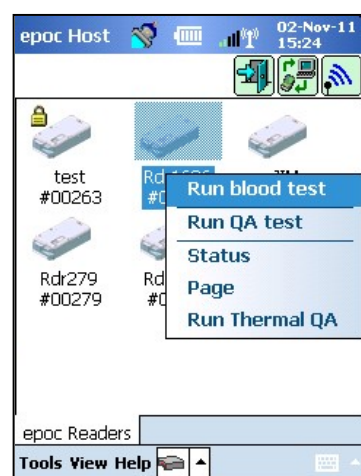 epoc Host
02-Nov-11
15:24
test
#00263
Run blood test
Run QA test
Status
Page
Run Thermal QA
Rdr279
#00279
epoc Readers
Tools View Help